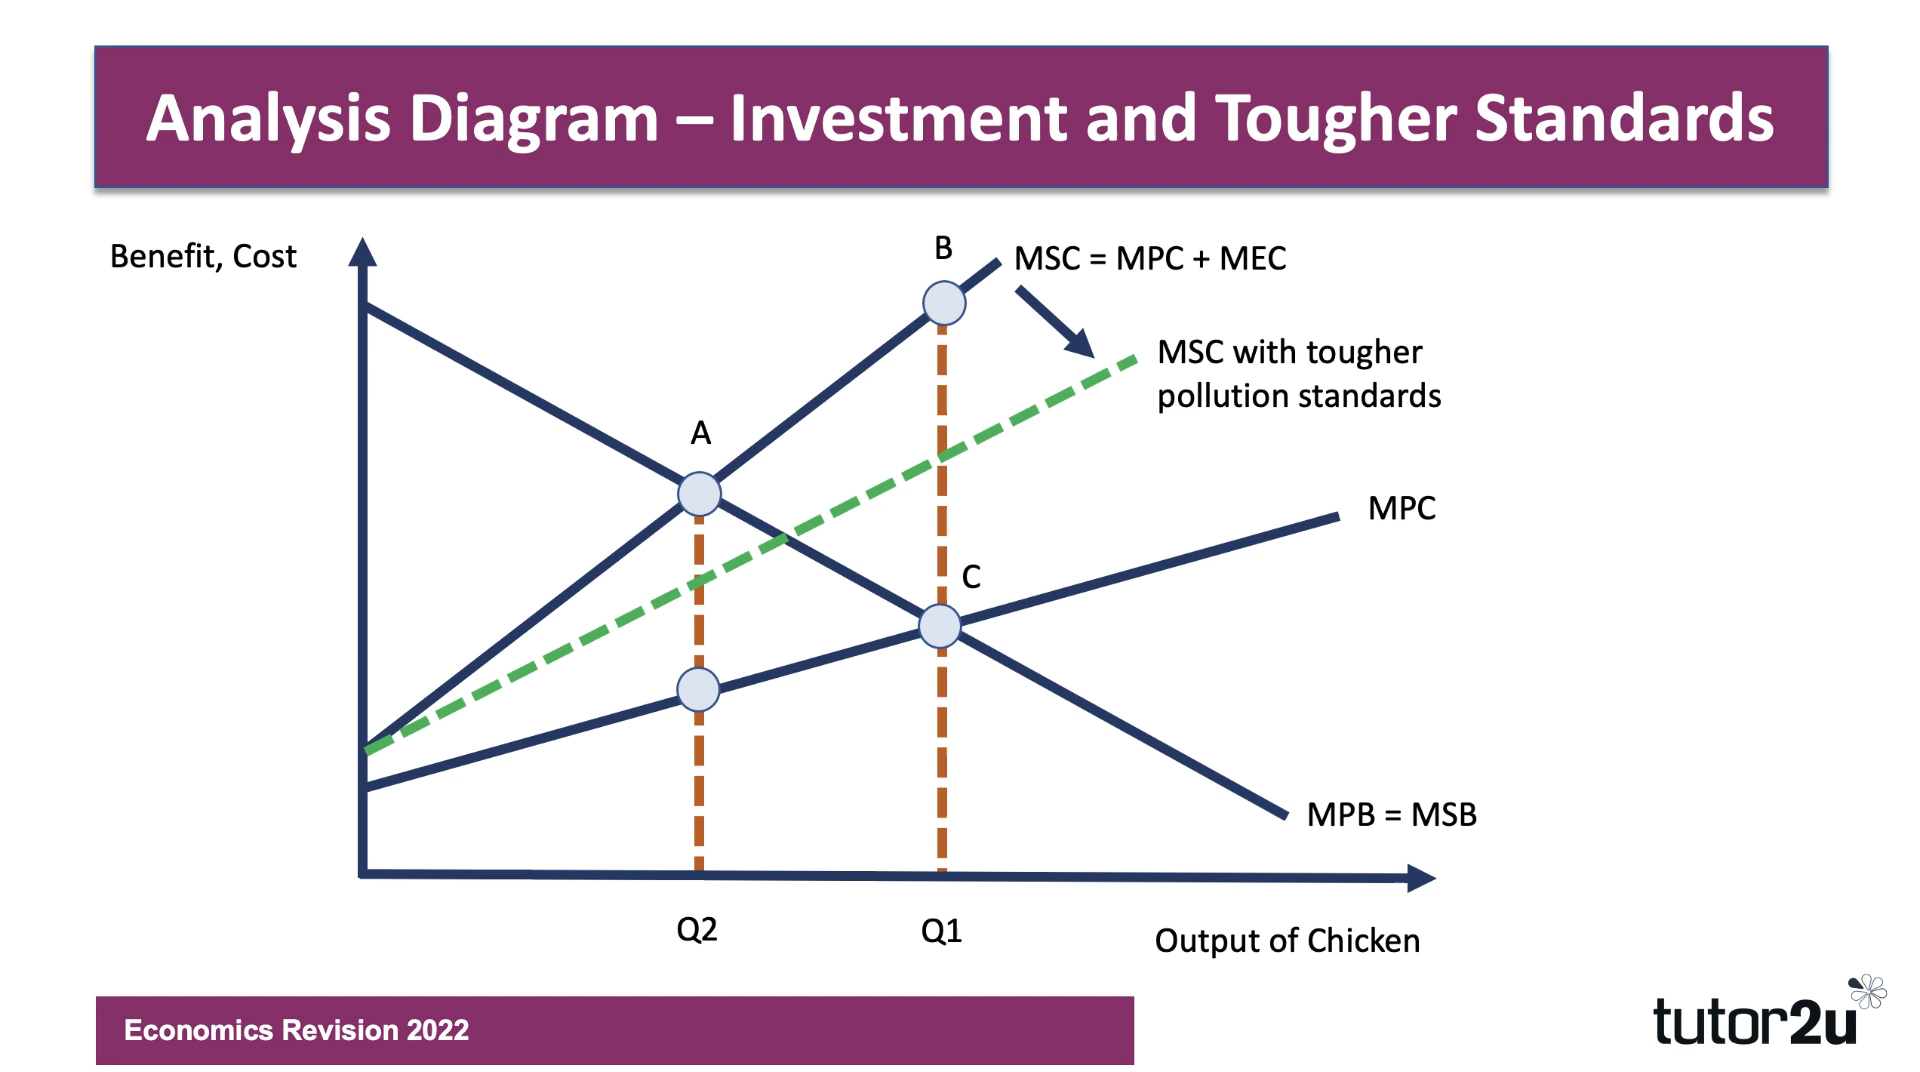 Analysis Diagram – Investment and Tougher Standards
Benefit, Cost
B
MSC = MPC + MEC
MSC with tougher
pollution standards
A
MPC
C
MPB = MSB
Q2
Q1
Output of Chicken
Economics Revision 2022
tutor2u